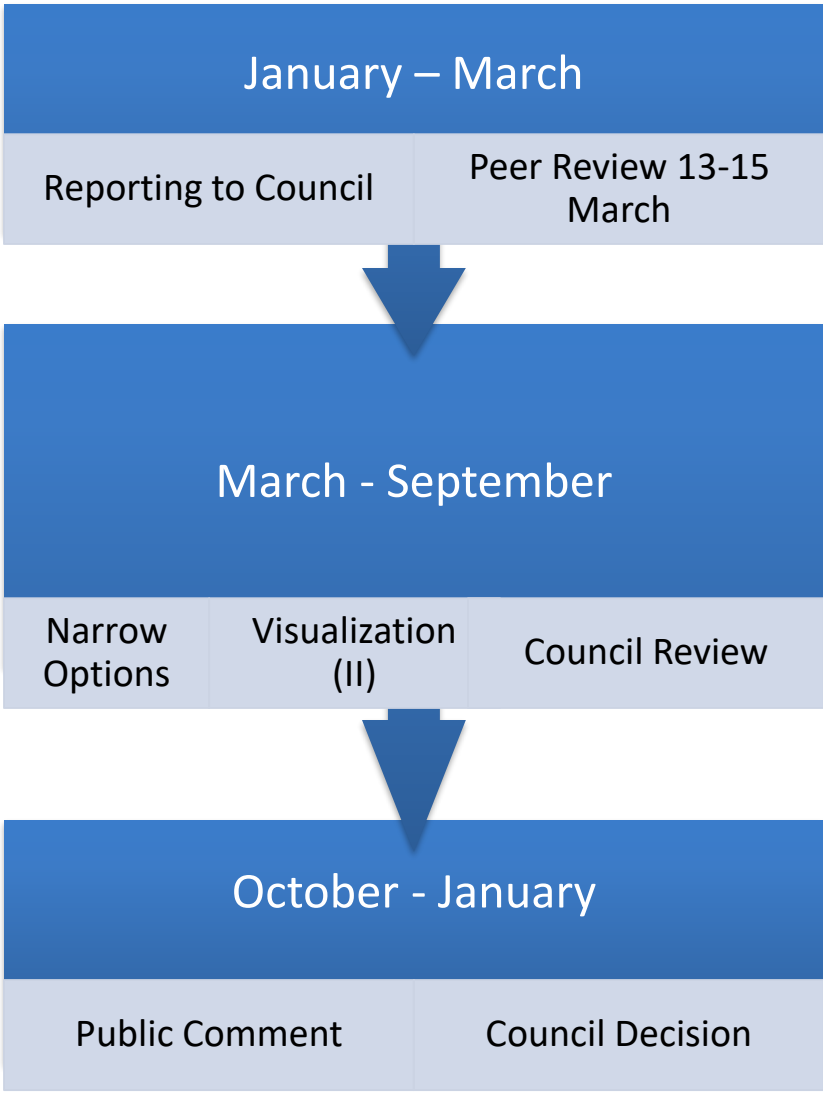 January – March
Reporting to Council
Peer Review 13-15
March
March - September
Narrow
Options
Visualization
(II)
Council Review
October - January
Public Comment
Council Decision